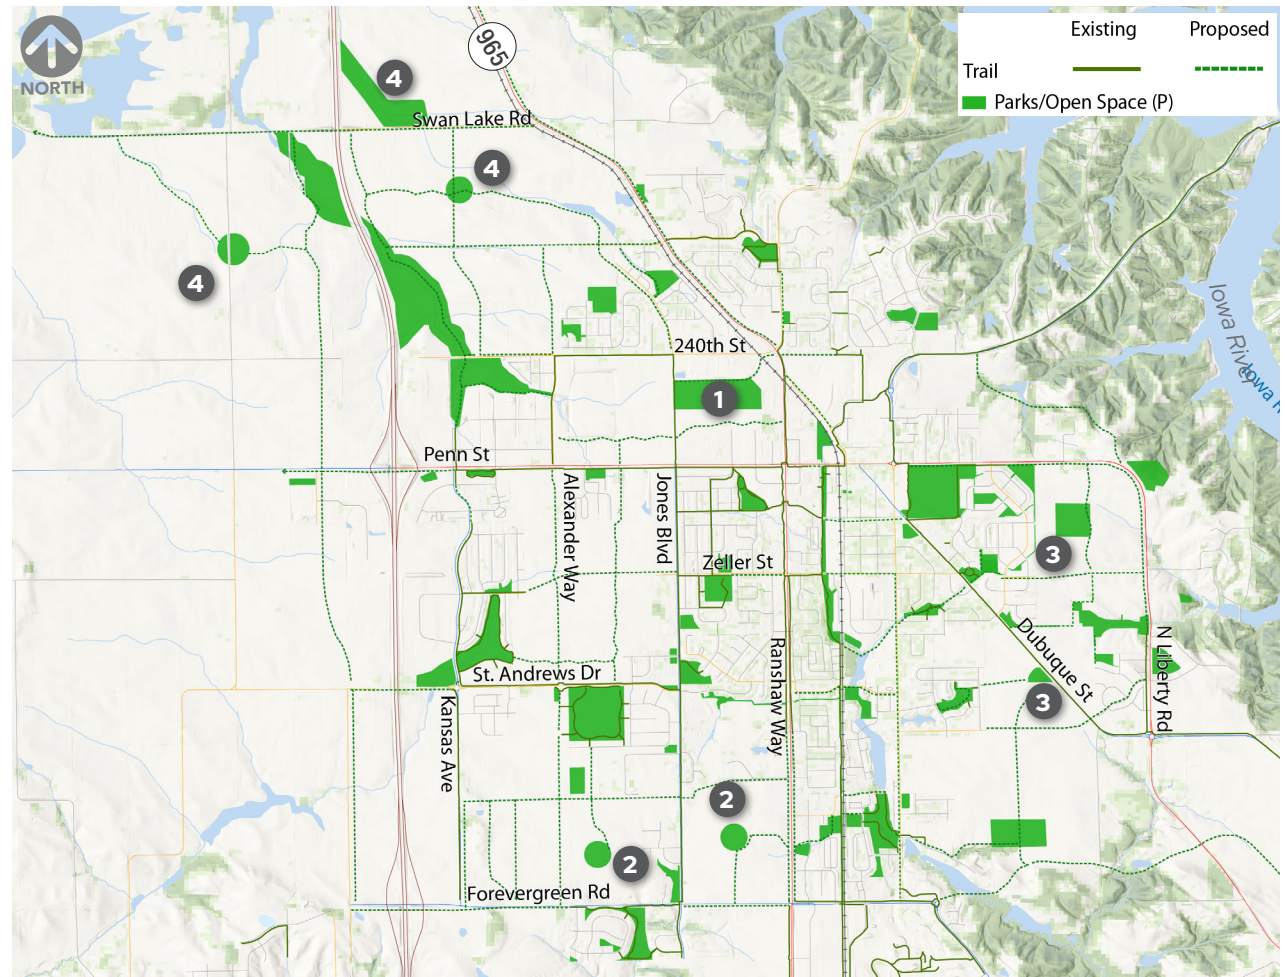 Existing
Proposed
Trail
Parks/Open Space (P)
NORTH
965
4
Swan Lake Rd
4
4
Iowa River
Iowa R
240th St
1
Penn St
Alexander Way
Jones Blvd
Zeller St
3
Dubuque St
N Liberty Rd
St. Andrews Dr
Kansas Ave
Ranshaw Way
3
2
2
Forevergreen Rd